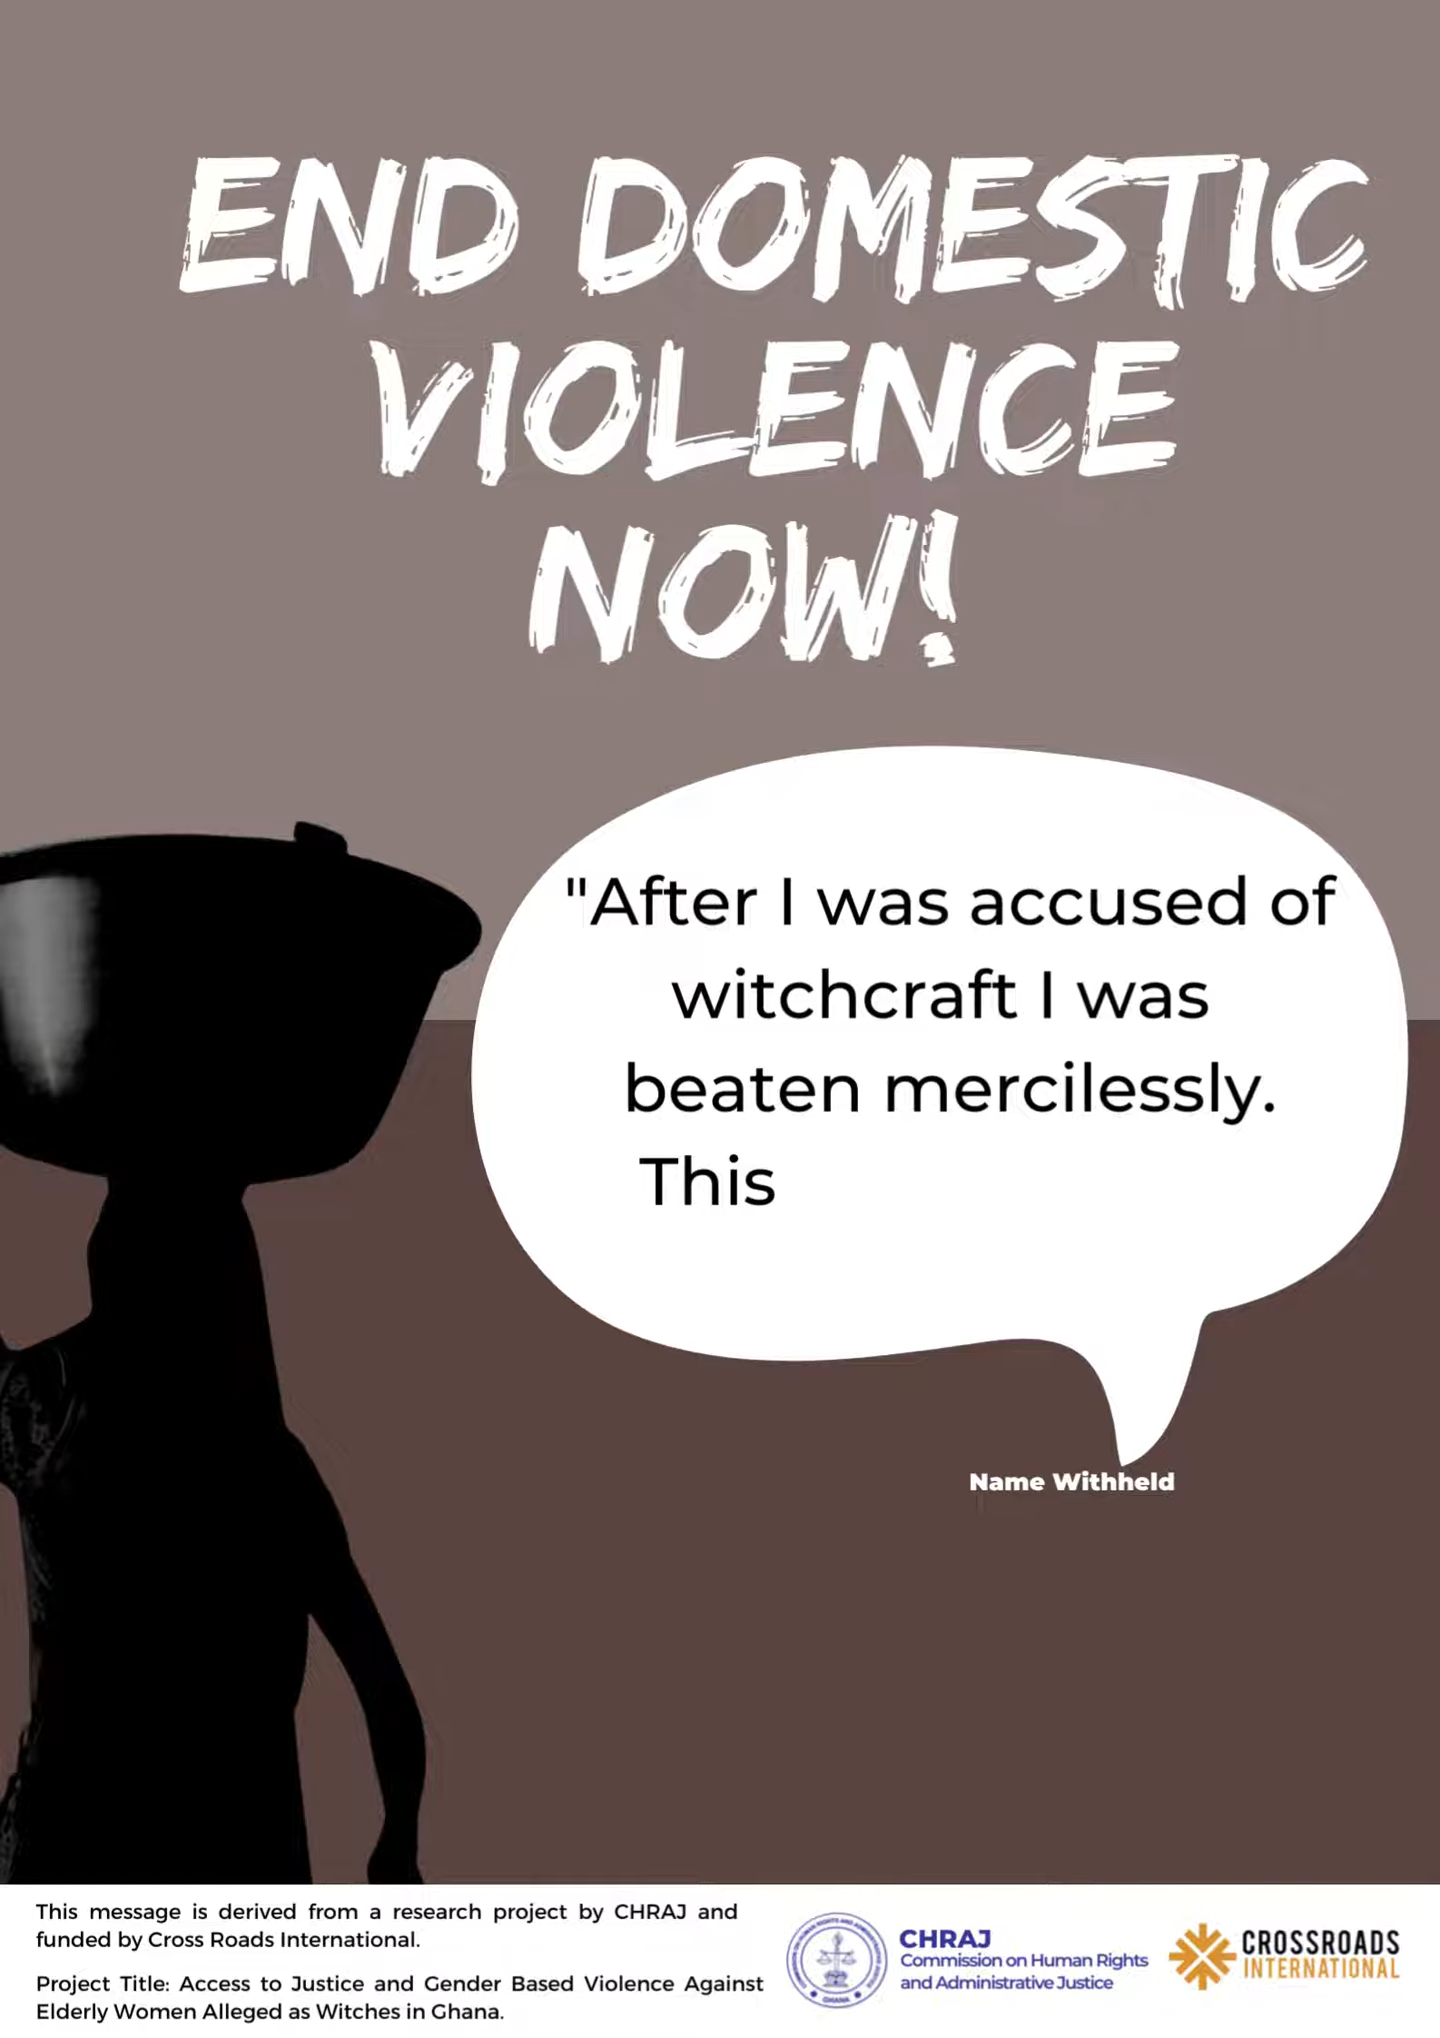 END DOMESTIC
VIOLENCE
NOW!
"After I was accused of
witchcraft I was
beaten mercilessly.
This
Name Withheld
This message is derived from a research project by CHRAJ and
funded by Cross Roads International.
Project Title: Access to Justice and Gender Based Violence Against
Elderly Women Alleged as Witches in Ghana.
CHRAJ
Commission on Human Rights
and Administrative Justice
GHANA
CROSSROADS
INTERNATIONAL